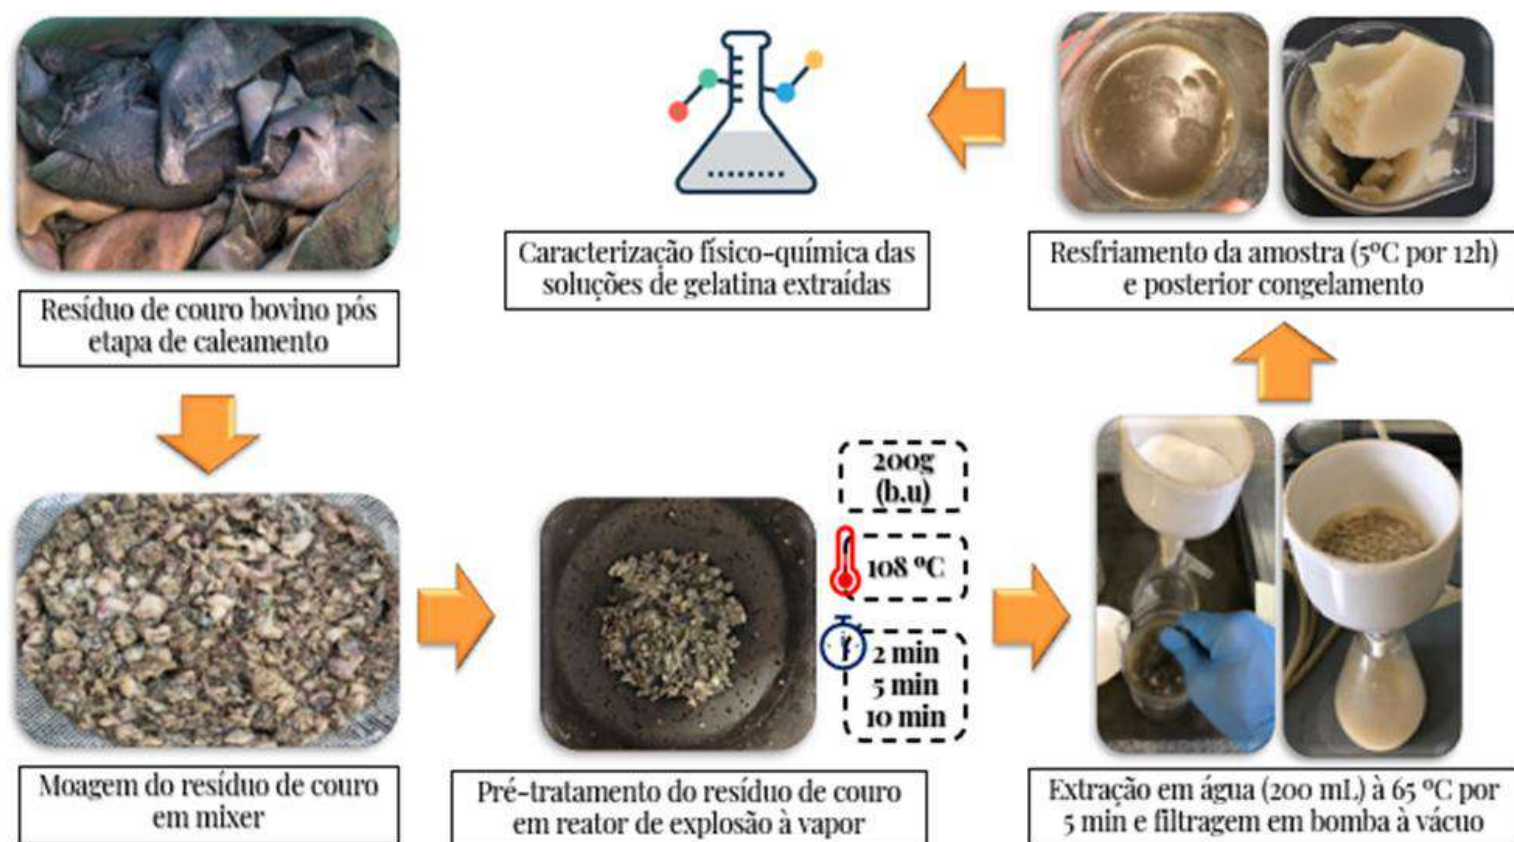 Resíduo de couro bovino pós
etapa de caleamento
Moagem do resíduo de couro
em mixer
Pré-tratamento do resíduo de couro
em reator de explosão à vapor
200g
(b.u)
108 ºC
2 min
5 min
10 min
Extração em água (200 mL) à 65 ºC por
5 min e filtragem em bomba à vácuo
Resfriamento da amostra (5ºC por 12h)
e posterior congelamento
Caracterização físico-química das
soluções de gelatina extraídas